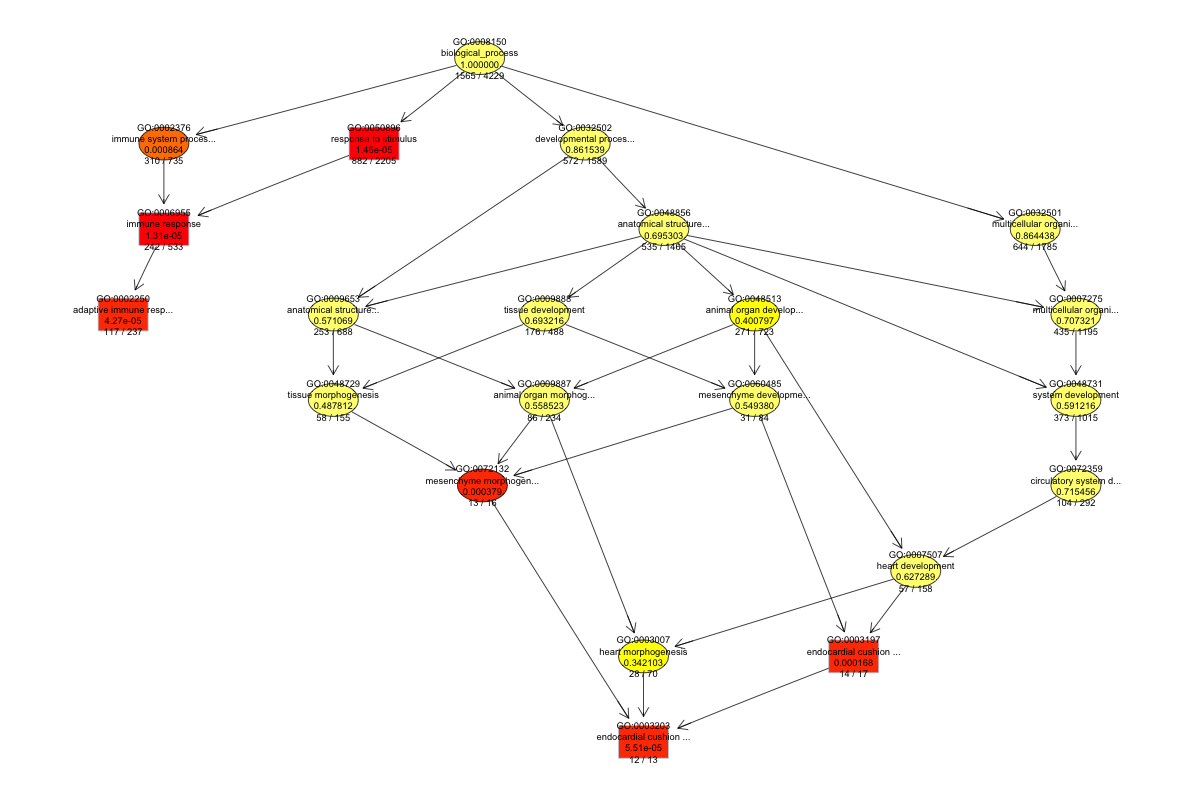 GO:0008150
biological_process
1.000000
1565 / 4229
GO:0002376
immune system proces...
0.000864
310 / 735
GO:0050896
response to stimulus
1.45e-05
882 / 2205
GO:0032502
developmental proces...
0.861539
572 / 1589
GO:0006955
immune response
1.31e-05
242 / 533
GO:0048856
anatomical structure...
0.695303
535 / 1465
GO:0032501
multicellular organi...
0.864438
644 / 1785
GO:0002250
adaptive immune resp...
4.27e-05
117 / 237
GO:0009653
anatomical structure...
0.571069
253 / 688
GO:0009888
tissue development
0.693216
176 / 488
GO:0048513
animal organ develop...
0.400797
271 / 723
GO:0007275
multicellular organi...
0.707321
435 / 1195
GO:0048729
tissue morphogenesis
0.487812
58 / 155
GO:0009887
animal organ morphog...
0.558523
86 / 234
GO:0060485
mesenchyme developme...
0.549380
31 / 84
GO:0048731
system development
0.591216
373 / 1015
GO:0072132
mesenchyme morphogen...
0.000379
13 / 16
GO:0072359
circulatory system d...
0.715456
104 / 292
GO:0007507
heart development
0.627289
57 / 158
GO:0003007
heart morphogenesis
0.342103
28 / 70
GO:0003197
endocardial cushion ...
0.000168
14 / 17
GO:0003203
endocardial cushion ...
5.51e-05
12 / 13